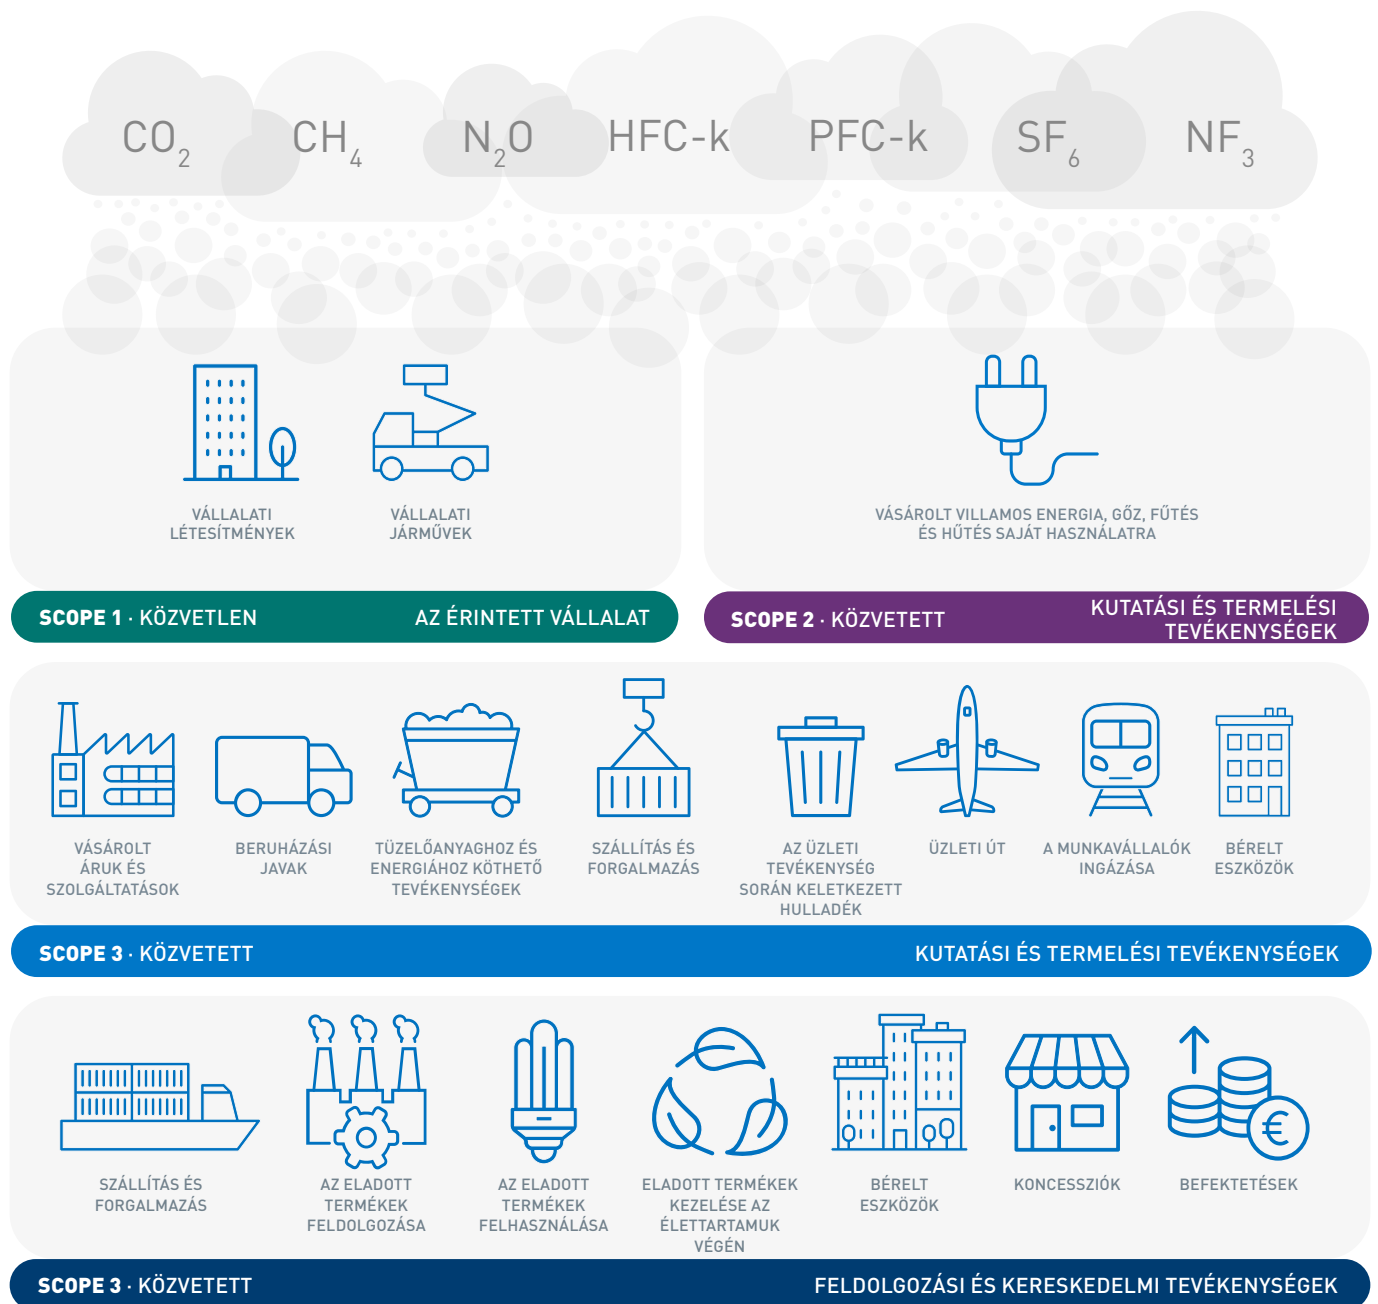 CO₂ CH₄ N₂O HFC-k PFC-k SF₆ NF₃
VÁLLALATI
LÉTESÍTMÉNYEK
VÁLLALATI
JÁRMŰVEK
VÁSÁROLT VILLAMOS ENERGIA, GŐZ, FŰTÉS
ÉS HŰTÉS SAJÁT HASZNÁLATRA
SCOPE 1 · KÖZVETLEN
AZ ÉRINTETT VÁLLALAT
SCOPE 2 · KÖZVETETT
KUTATÁSI ÉS TERMELÉSI
TEVÉKENYSÉGEK
VÁSÁROLT
ÁRUK ÉS
SZOLGÁLTATÁSOK
BERUHÁZÁSI
JAVAK
TÜZELŐANYAGHOZ ÉS
ENERGIÁHOZ KÖTHETŐ
TEVÉKENYSÉGEK
SZÁLLÍTÁS ÉS
FORGALMAZÁS
AZ ÜZLETI
TEVÉKENYSÉG
SORÁN KELETKEZETT
HULLADÉK
ÜZLETI ÚT
A MUNKAVÁLLALÓK
INGÁZÁSA
BÉRELT
ESZKÖZÖK
SCOPE 3 · KÖZVETETT
KUTATÁSI ÉS TERMELÉSI TEVÉKENYSÉGEK
SZÁLLÍTÁS ÉS
FORGALMAZÁS
AZ ELADOTT
TERMÉKEK
FELDOLGOZÁSA
AZ ELADOTT
TERMÉKEK
FELHASZNÁLÁSA
ELADOTT TERMÉKEK
KEZELÉSE AZ
ÉLETTARTAMUK
VÉGÉN
BÉRELT
ESZKÖZÖK
KONCESSZIÓK
€
BEFEKTETÉSEK
SCOPE 3 · KÖZVETETT
FELDOLGOZÁSI ÉS KERESKEDELMI TEVÉKENYSÉGEK